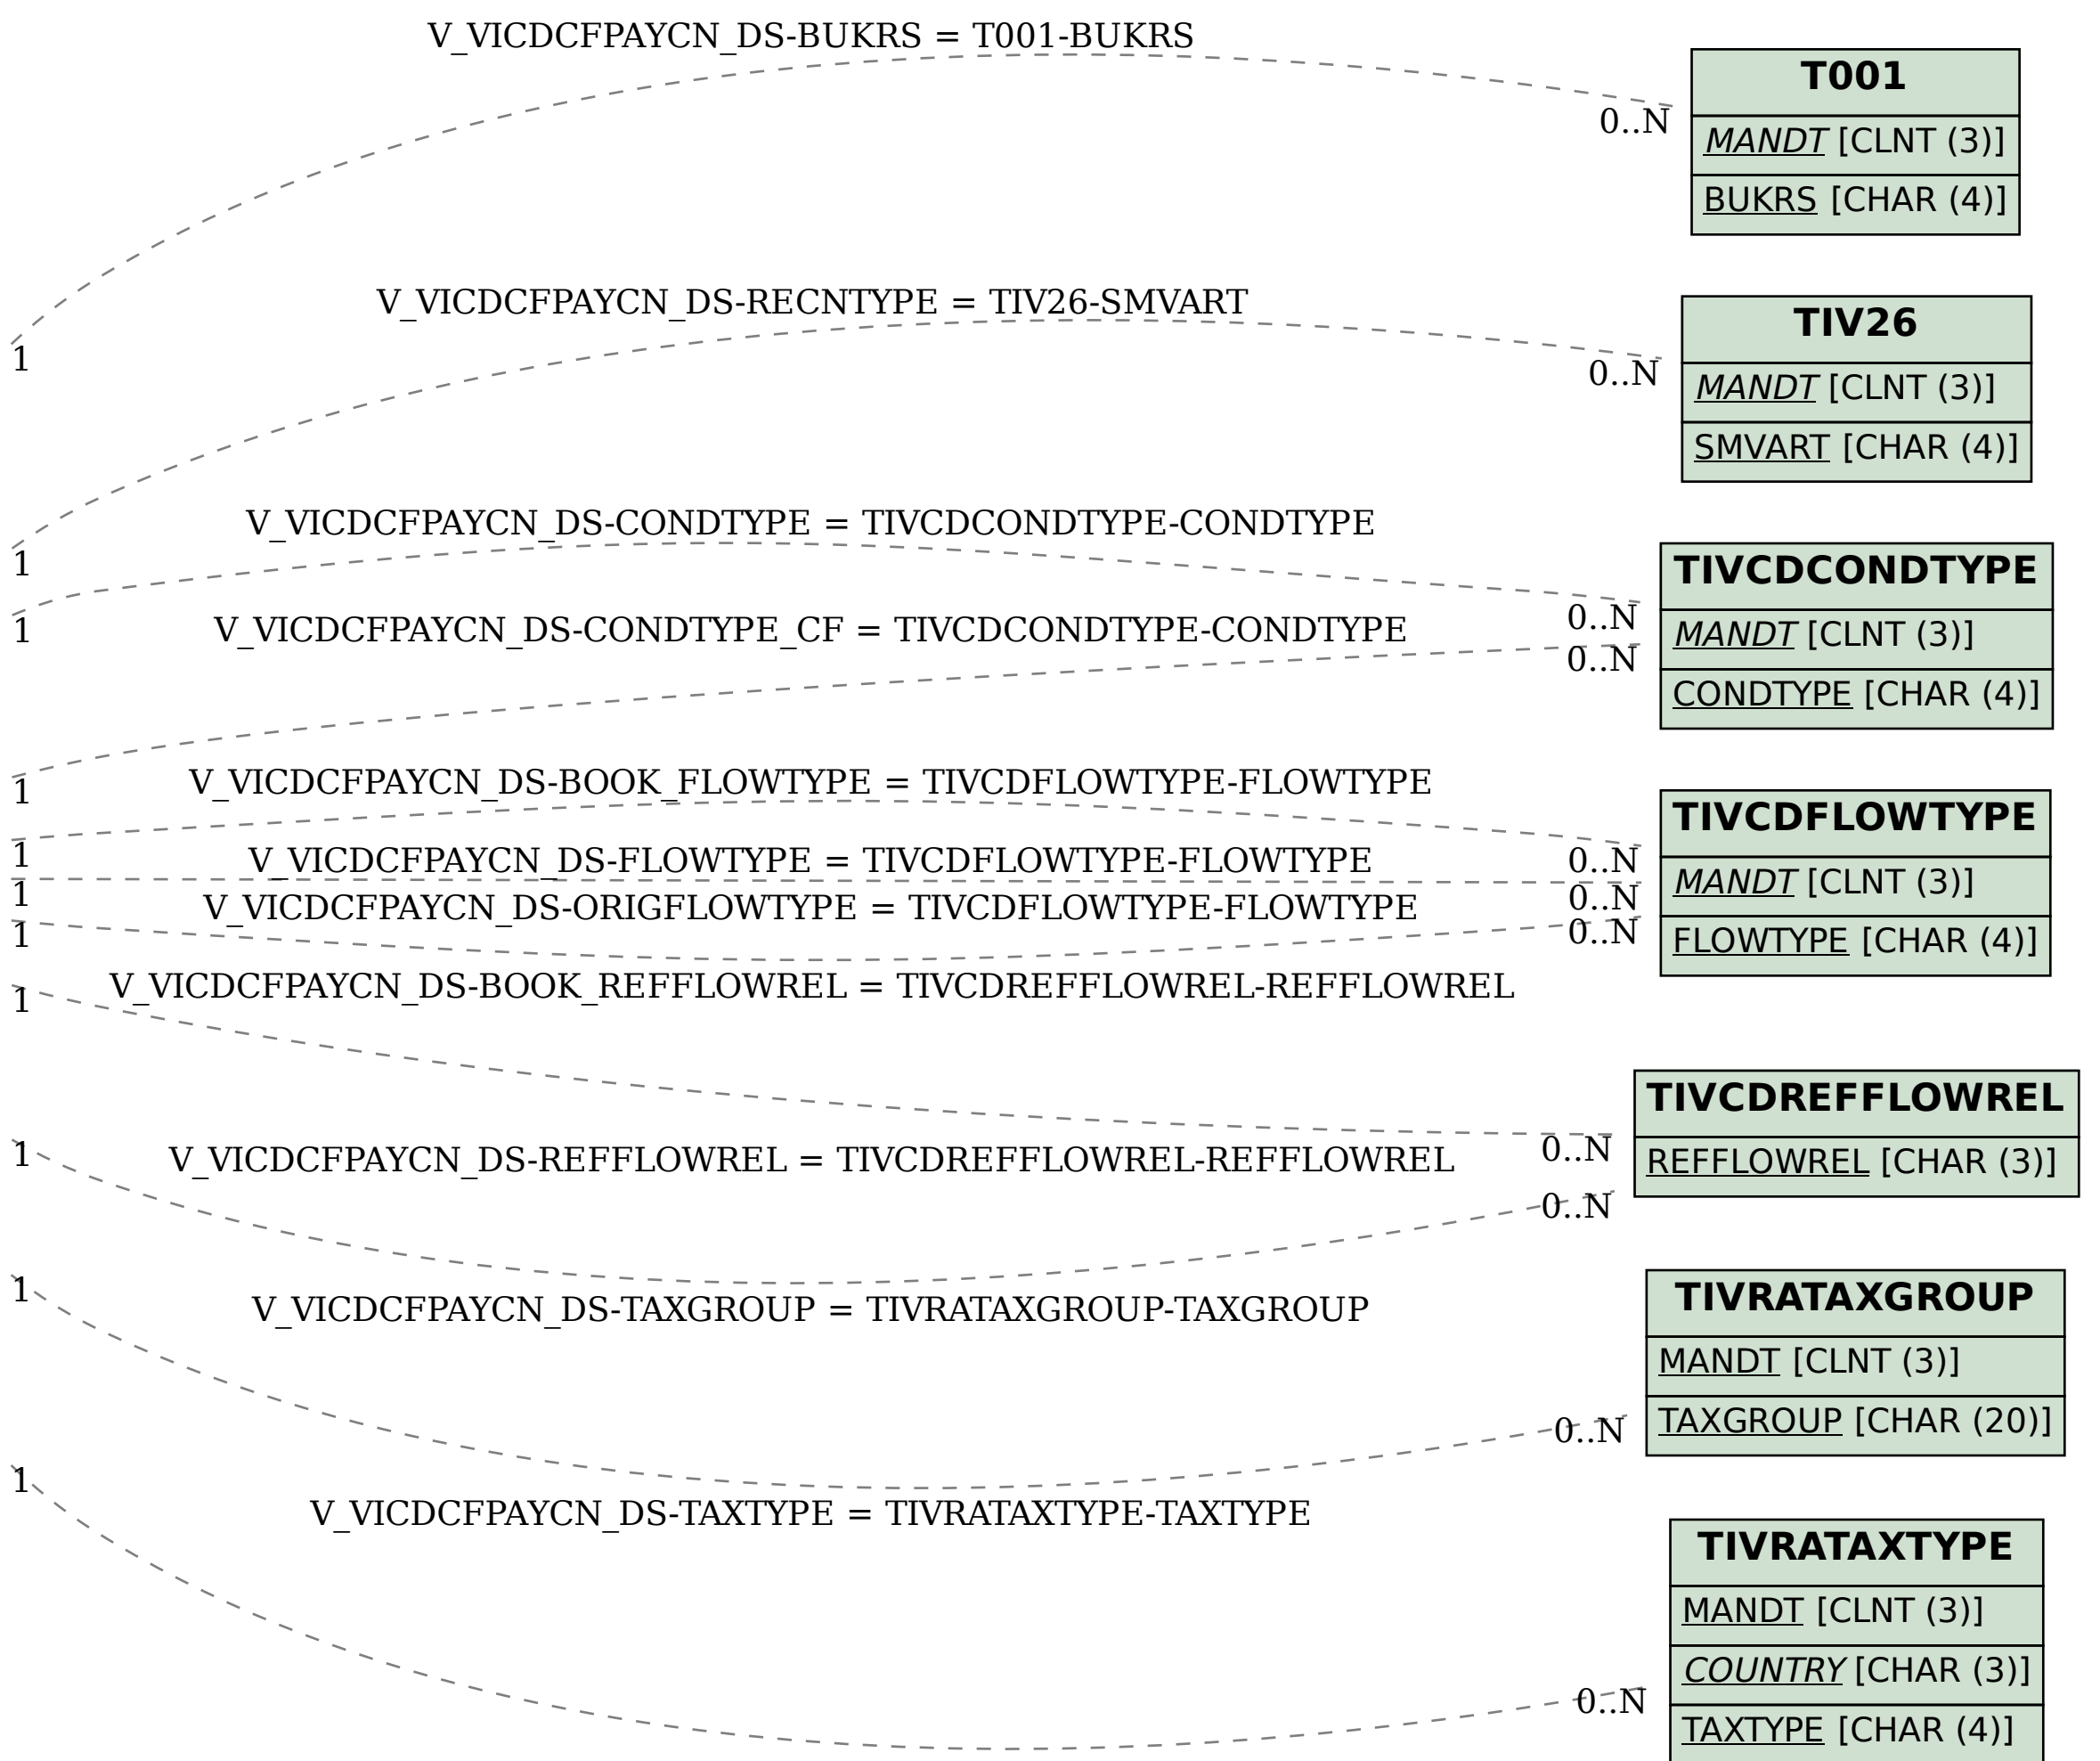 V_VICDCFPAYCN_DS-BUKRS = T001-BUKRS
T001
0..N
MANDT [CLNT (3)]
BUKRS [CHAR (4)]
V_VICDCFPAYCN_DS-RECNTYPE = TIV26-SMVART
TIV26
1
0..N
MANDT [CLNT (3)]
SMVART [CHAR (4)]
V_VICDCFPAYCN_DS-CONDTYPE = TIVCDCONDTYPE-CONDTYPE
1
TIVCDCONDTYPE
0..N
1
V_VICDCFPAYCN_DS-CONDTYPE_CF = TIVCDCONDTYPE-CONDTYPE
MANDT [CLNT (3)]
0..N
CONDTYPE [CHAR (4)]
V_VICDCFPAYCN_DS-BOOK_FLOWTYPE = TIVCDFLOWTYPE-FLOWTYPE
1
TIVCDFLOWTYPE
1
V_VICDCFPAYCN_DS-FLOWTYPE = TIVCDFLOWTYPE-FLOWTYPE
0..N
MANDT [CLNT (3)]
1
0..N
V_VICDCFPAYCN_DS-ORIGFLOWTYPE = TIVCDFLOWTYPE-FLOWTYPE
1
0..N
FLOWTYPE [CHAR (4)]
V_VICDCFPAYCN_DS-BOOK_REFFLOWREL = TIVCDREFFLOWREL-REFFLOWREL
1
TIVCDREFFLOWREL
0..N
1
V_VICDCFPAYCN_DS-REFFLOWREL = TIVCDREFFLOWREL-REFFLOWREL
REFFLOWREL [CHAR (3)]
0..N
1
TIVRATAXGROUP
V_VICDCFPAYCN_DS-TAXGROUP = TIVRATAXGROUP-TAXGROUP
MANDT [CLNT (3)]
TAXGROUP [CHAR (20)]
0..N
1
V_VICDCFPAYCN_DS-TAXTYPE = TIVRATAXTYPE-TAXTYPE
TIVRATAXTYPE
MANDT [CLNT (3)]
COUNTRY [CHAR (3)]
0..N
TAXTYPE [CHAR (4)]